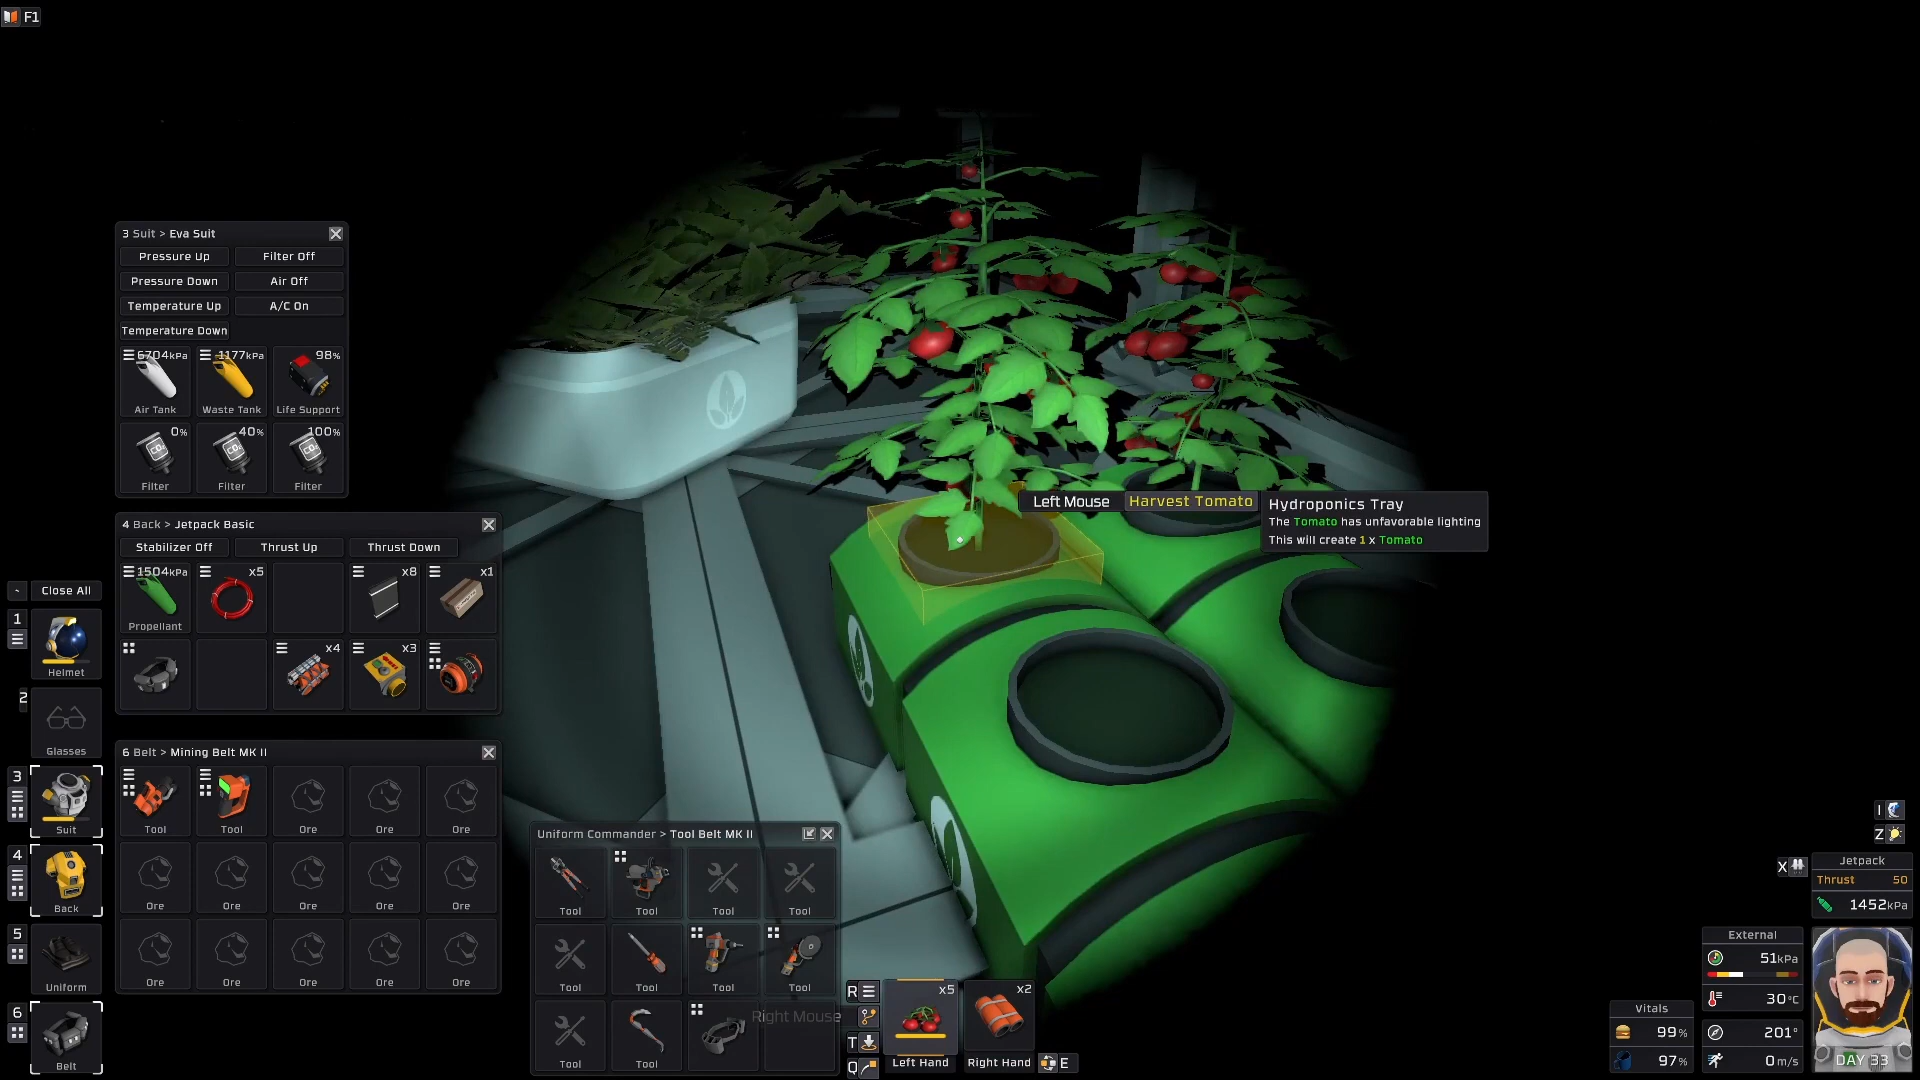 F1
3 Suit > Eva Suit
Pressure Up
Filter Off
Pressure Down
Air Off
Temperature Up
A/C On
Temperature Down
6704kPa
1177kPa
98%
Air Tank
Waste Tank
Life Support
0%
40%
100%
Filter
Filter
Filter
4 Back > Jetpack Basic
Stabilizer Off
Thrust Up
Thrust Down
1504kPa
x5
x8
x1
Propellant
x4
x3
6 Belt > Mining Belt MK II
Tool
Tool
Ore
Ore
Ore
Ore
Ore
Ore
Ore
Ore
Ore
Ore
Ore
Ore
Ore
~
Close All
1
Helmet
2
Glasses
3
Suit
4
Back
5
Uniform
6
Belt
Uniform Commander > Tool Belt MK II
Tool
Tool
Tool
Tool
Tool
Tool
Tool
Tool
Tool
Tool
Right Mouse
Left Mouse
Harvest Tomato
Hydroponics Tray
The Tomato has unfavorable lighting
This will create 1 x Tomato
R
T
Q
x5
Left Hand
x2
Right Hand
E
I
Z
X
Jetpack
Thrust 50
1452kPa
External
51kPa
30°C
Vitals
99%
97%
201°
0m/s
DAY 33